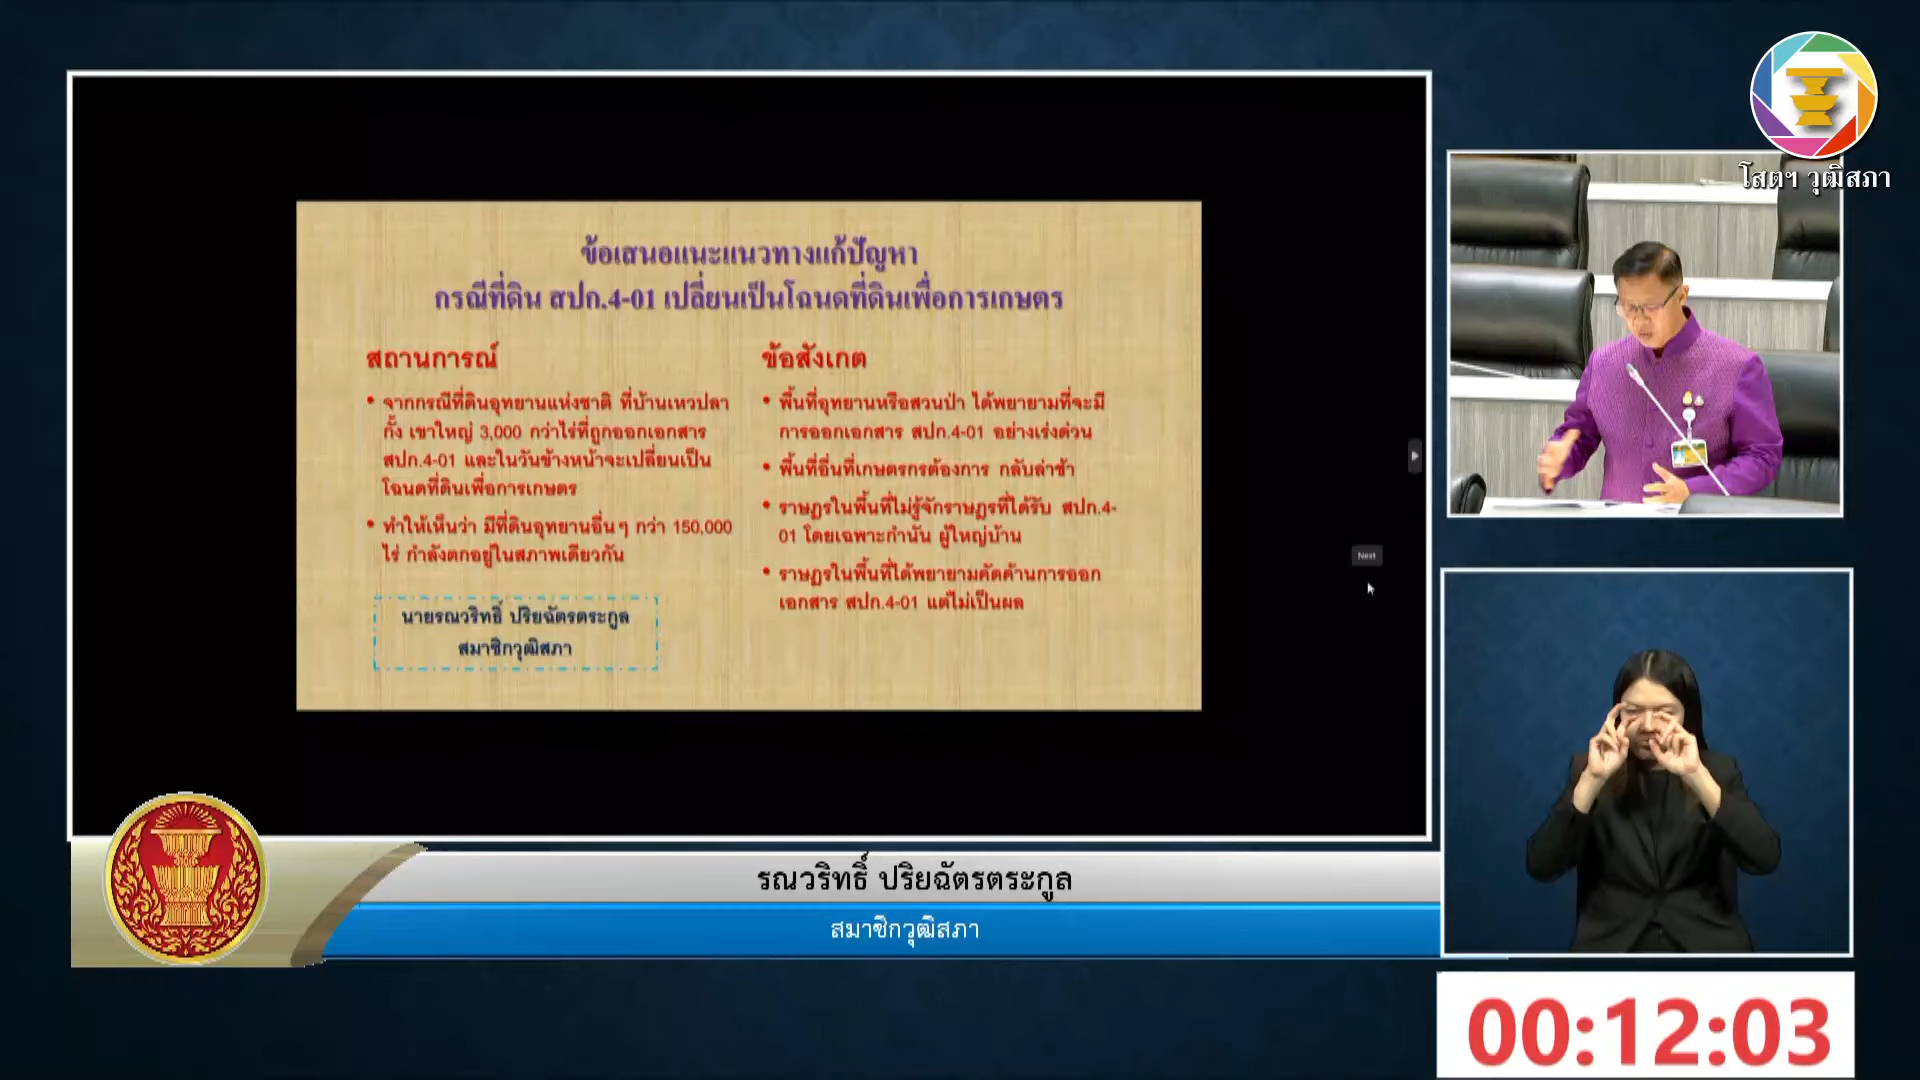 โสตฯ วุฒิสภา
ข้อเสนอแนะแนวทางแก้ปัญหา
กรณีที่ดิน สปก.4-01 เปลี่ยนเป็นโฉนดที่ดินเพื่อการเกษตร
สถานการณ์
• จากกรณีที่ดินอุทยานแห่งชาติ ที่บ้านเหวปลา
กั้ง เขาใหญ่ 3,000 กว่าไร่ที่ถูกออกเอกสาร
สปก.4-01 และในวันข้างหน้าจะเปลี่ยนเป็น
โฉนดที่ดินเพื่อการเกษตร
• ทำให้เห็นว่า มีที่ดินอุทยานอื่นๆ กว่า 150,000
ไร่ กำลังตกอยู่ในสภาพเดียวกัน
นายรณวริทธิ์ ปริยฉัตรตระกูล
สมาชิกวุฒิสภา
ข้อสังเกต
• พื้นที่อุทยานหรือสวนป่า ได้พยายามที่จะมี
การออกเอกสาร สปก.4-01 อย่างเร่งด่วน
• พื้นที่อื่นที่เกษตรกรต้องการ กลับล่าช้า
• ราษฎรในพื้นที่ไม่รู้จักราษฎรที่ได้รับ สปก.4-
01 โดยเฉพาะกำนัน ผู้ใหญ่บ้าน
• ราษฎรในพื้นที่ได้พยายามคัดค้านการออก
เอกสาร สปก.4-01 แต่ไม่เป็นผล
Next
รณวริทธิ์ ปริยฉัตรตระกูล
สมาชิกวุฒิสภา
00:12:03